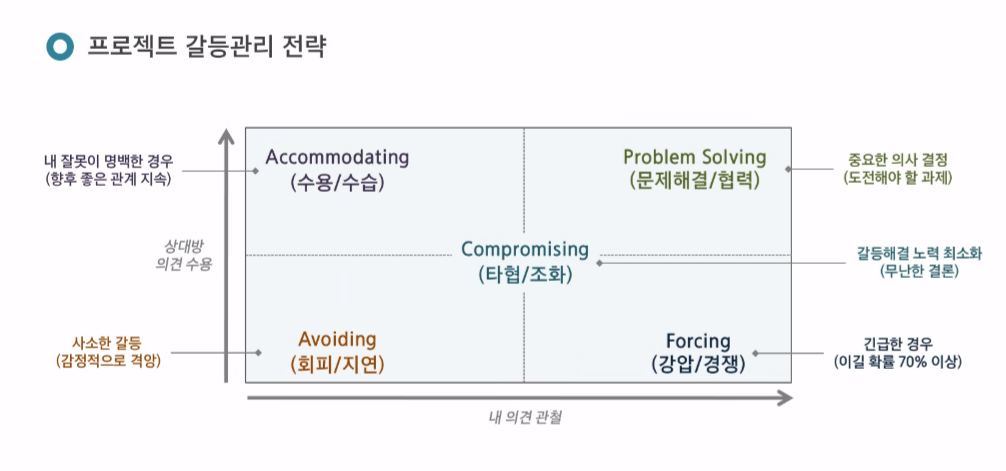 프로젝트 갈등관리 전략
내 잘못이 명백한 경우
(향후 좋은 관계 지속)
Accommodating
(수용/수습)
Problem Solving
(문제해결/협력)
중요한 의사 결정
(도전해야 할 과제)
상대방
의견 수용
Compromising
(타협/조화)
갈등해결 노력 최소화
(무난한 결론)
사소한 갈등
(감정적으로 격앙)
Avoiding
(회피/지연)
Forcing
(강압/경쟁)
긴급한 경우
(이길 확률 70% 이상)
내 의견 관철